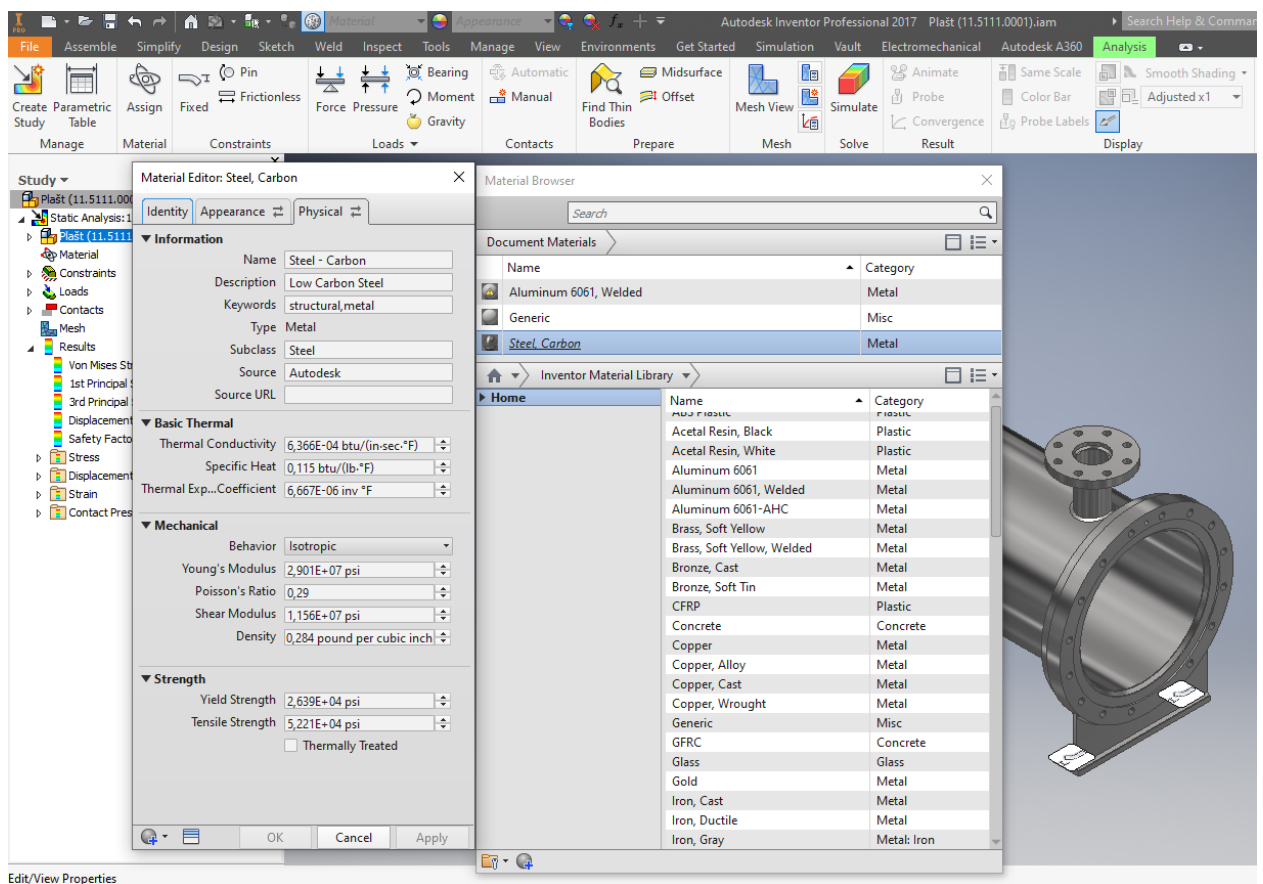 PRO
Material
Appearance
Autodesk Inventor Professional 2017 Plašt (11.5111.0001).iam
Search Help & Comman
File Assemble Simplify Design Sketch Weld Inspect Tools Manage View Environments Get Started Simulation Vault Electromechanical Autodesk A360 Analysis
Create Study
Parametric Table
Assign
Fixed
Pin
Frictionless
Force
Pressure
Bearing
Moment
Gravity
Automatic
Manual
Find Thin Bodies
Midsurface
Offset
Mesh View
Simulate
Animate
Probe
Convergence
Same Scale
Color Bar
Probe Labels
Smooth Shading
Adjusted x1
Manage Material Constraints Loads Contacts Prepare Mesh Solve Result Display
Study
Plašt (11.5111.000
Static Analysis:1
Plašt (11.5111
Material
Constraints
Loads
Contacts
Mesh
Results
Von Mises Str
1st Principal S
3rd Principal
Displacement
Safety Facto
Stress
Displacement
Strain
Contact Pres
Material Editor: Steel, Carbon
Identity Appearance Physical
Information
Name Steel - Carbon
Description Low Carbon Steel
Keywords structural,metal
Type Metal
Subclass Steel
Source Autodesk
Source URL
Basic Thermal
Thermal Conductivity 6,366E-04 btu/(in·sec·°F)
Specific Heat 0,115 btu/(lb·°F)
Thermal Exp...Coefficient 6,667E-06 inv °F
Mechanical
Behavior Isotropic
Young's Modulus 2,901E+07 psi
Poisson's Ratio 0,29
Shear Modulus 1,156E+07 psi
Density 0,284 pound per cubic inch
Strength
Yield Strength 2,639E+04 psi
Tensile Strength 5,221E+04 psi
Thermally Treated
OK Cancel Apply
Material Browser
Search
Document Materials
Name Category
Aluminum 6061, Welded Metal
Generic Misc
Steel, Carbon Metal
Inventor Material Library
Home
Name Category
ABS Plastic Plastic
Acetal Resin, Black Plastic
Acetal Resin, White Plastic
Aluminum 6061 Metal
Aluminum 6061, Welded Metal
Aluminum 6061-AHC Metal
Brass, Soft Yellow Metal
Brass, Soft Yellow, Welded Metal
Bronze, Cast Metal
Bronze, Soft Tin Metal
CFRP Plastic
Concrete Concrete
Copper Metal
Copper, Alloy Metal
Copper, Cast Metal
Copper, Wrought Metal
Generic Misc
GFRC Concrete
Glass Glass
Gold Metal
Iron, Cast Metal
Iron, Ductile Metal
Iron, Gray Metal: Iron
Edit/View Properties